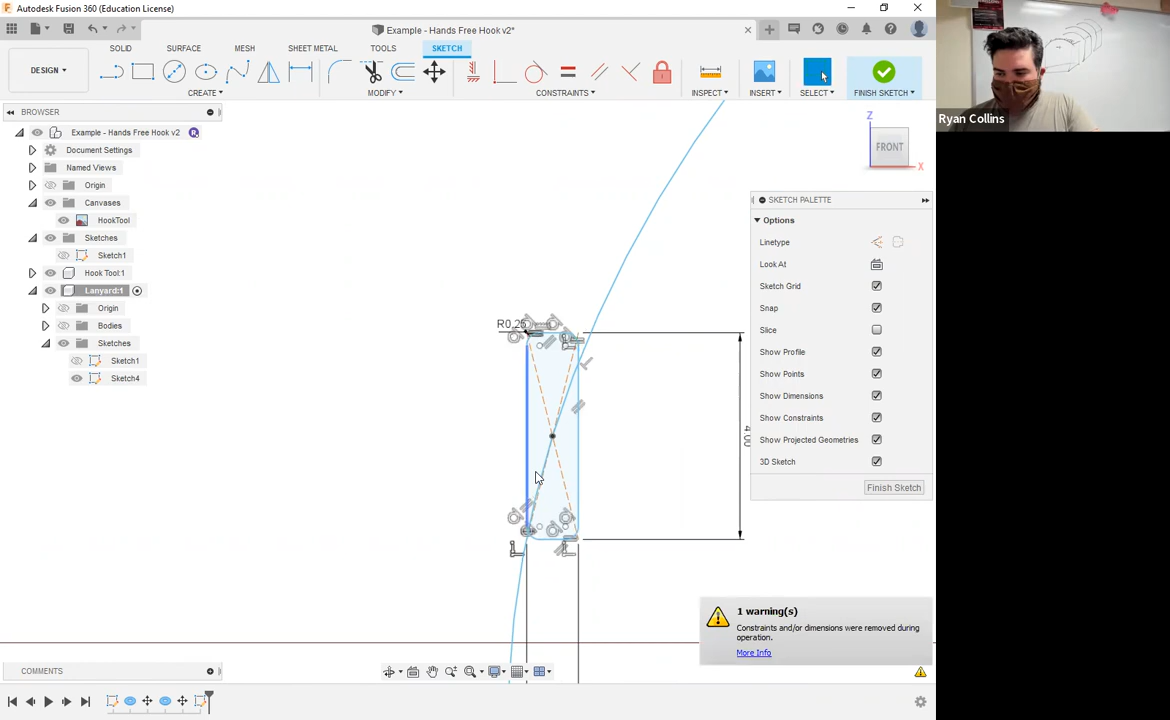 Autodesk Fusion 360 (Education License)
Example - Hands Free Hook v2*
SOLID SURFACE MESH SHEET METAL TOOLS SKETCH
DESIGN
CREATE MODIFY CONSTRAINTS INSPECT INSERT SELECT FINISH SKETCH
BROWSER
Example - Hands Free Hook v2
Document Settings
Named Views
Origin
Canvases
HookTool
Sketches
Sketch1
Hook Tool:1
Lanyard:1
Origin
Bodies
Sketches
Sketch1
Sketch4
Z
FRONT
X
R0.25
4.00
SKETCH PALETTE
Options
Linetype
Look At
Sketch Grid
Snap
Slice
Show Profile
Show Points
Show Dimensions
Show Constraints
Show Projected Geometries
3D Sketch
Finish Sketch
1 warning(s)
Constraints and/or dimensions were removed during
operation.
More Info
COMMENTS
Ryan Collins